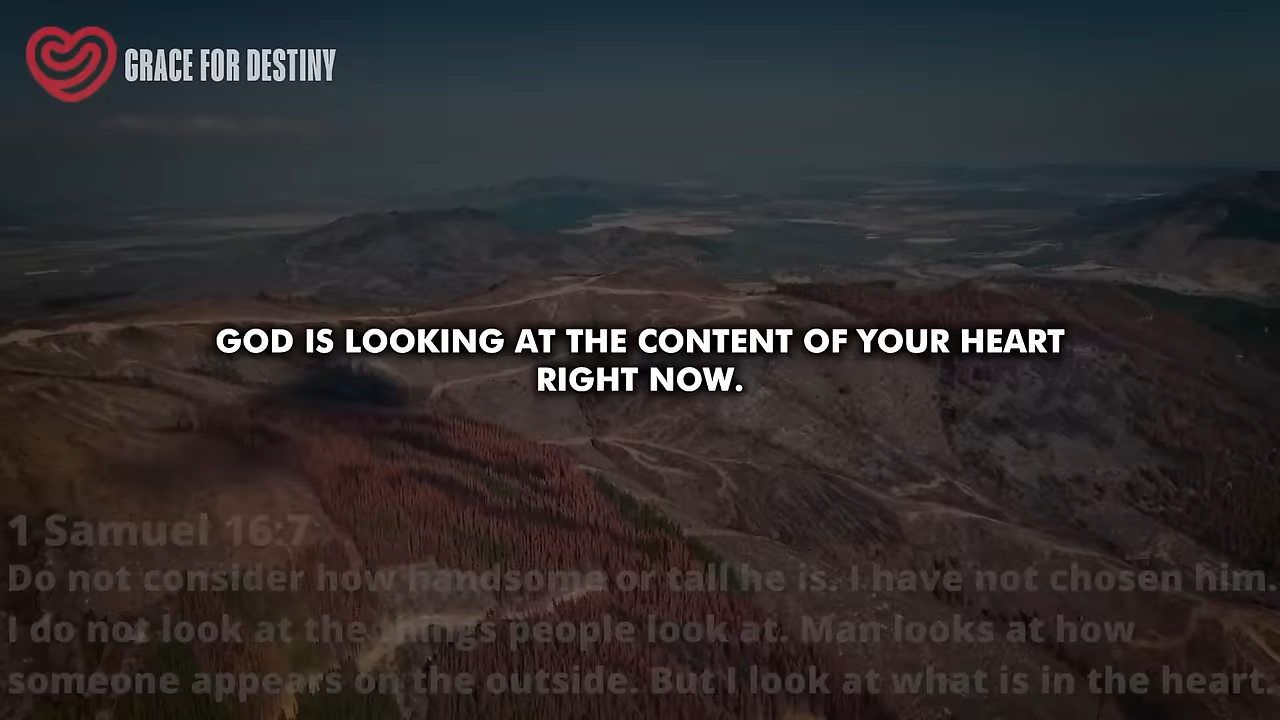 GRACE FOR DESTINY
GOD IS LOOKING AT THE CONTENT OF YOUR HEART
RIGHT NOW.
1 Samuel 16:7
Do not consider how handsome or tall he is. I have not chosen him.
I do not look at the things people look at. Man looks at how
someone appears on the outside. But I look at what is in the heart.